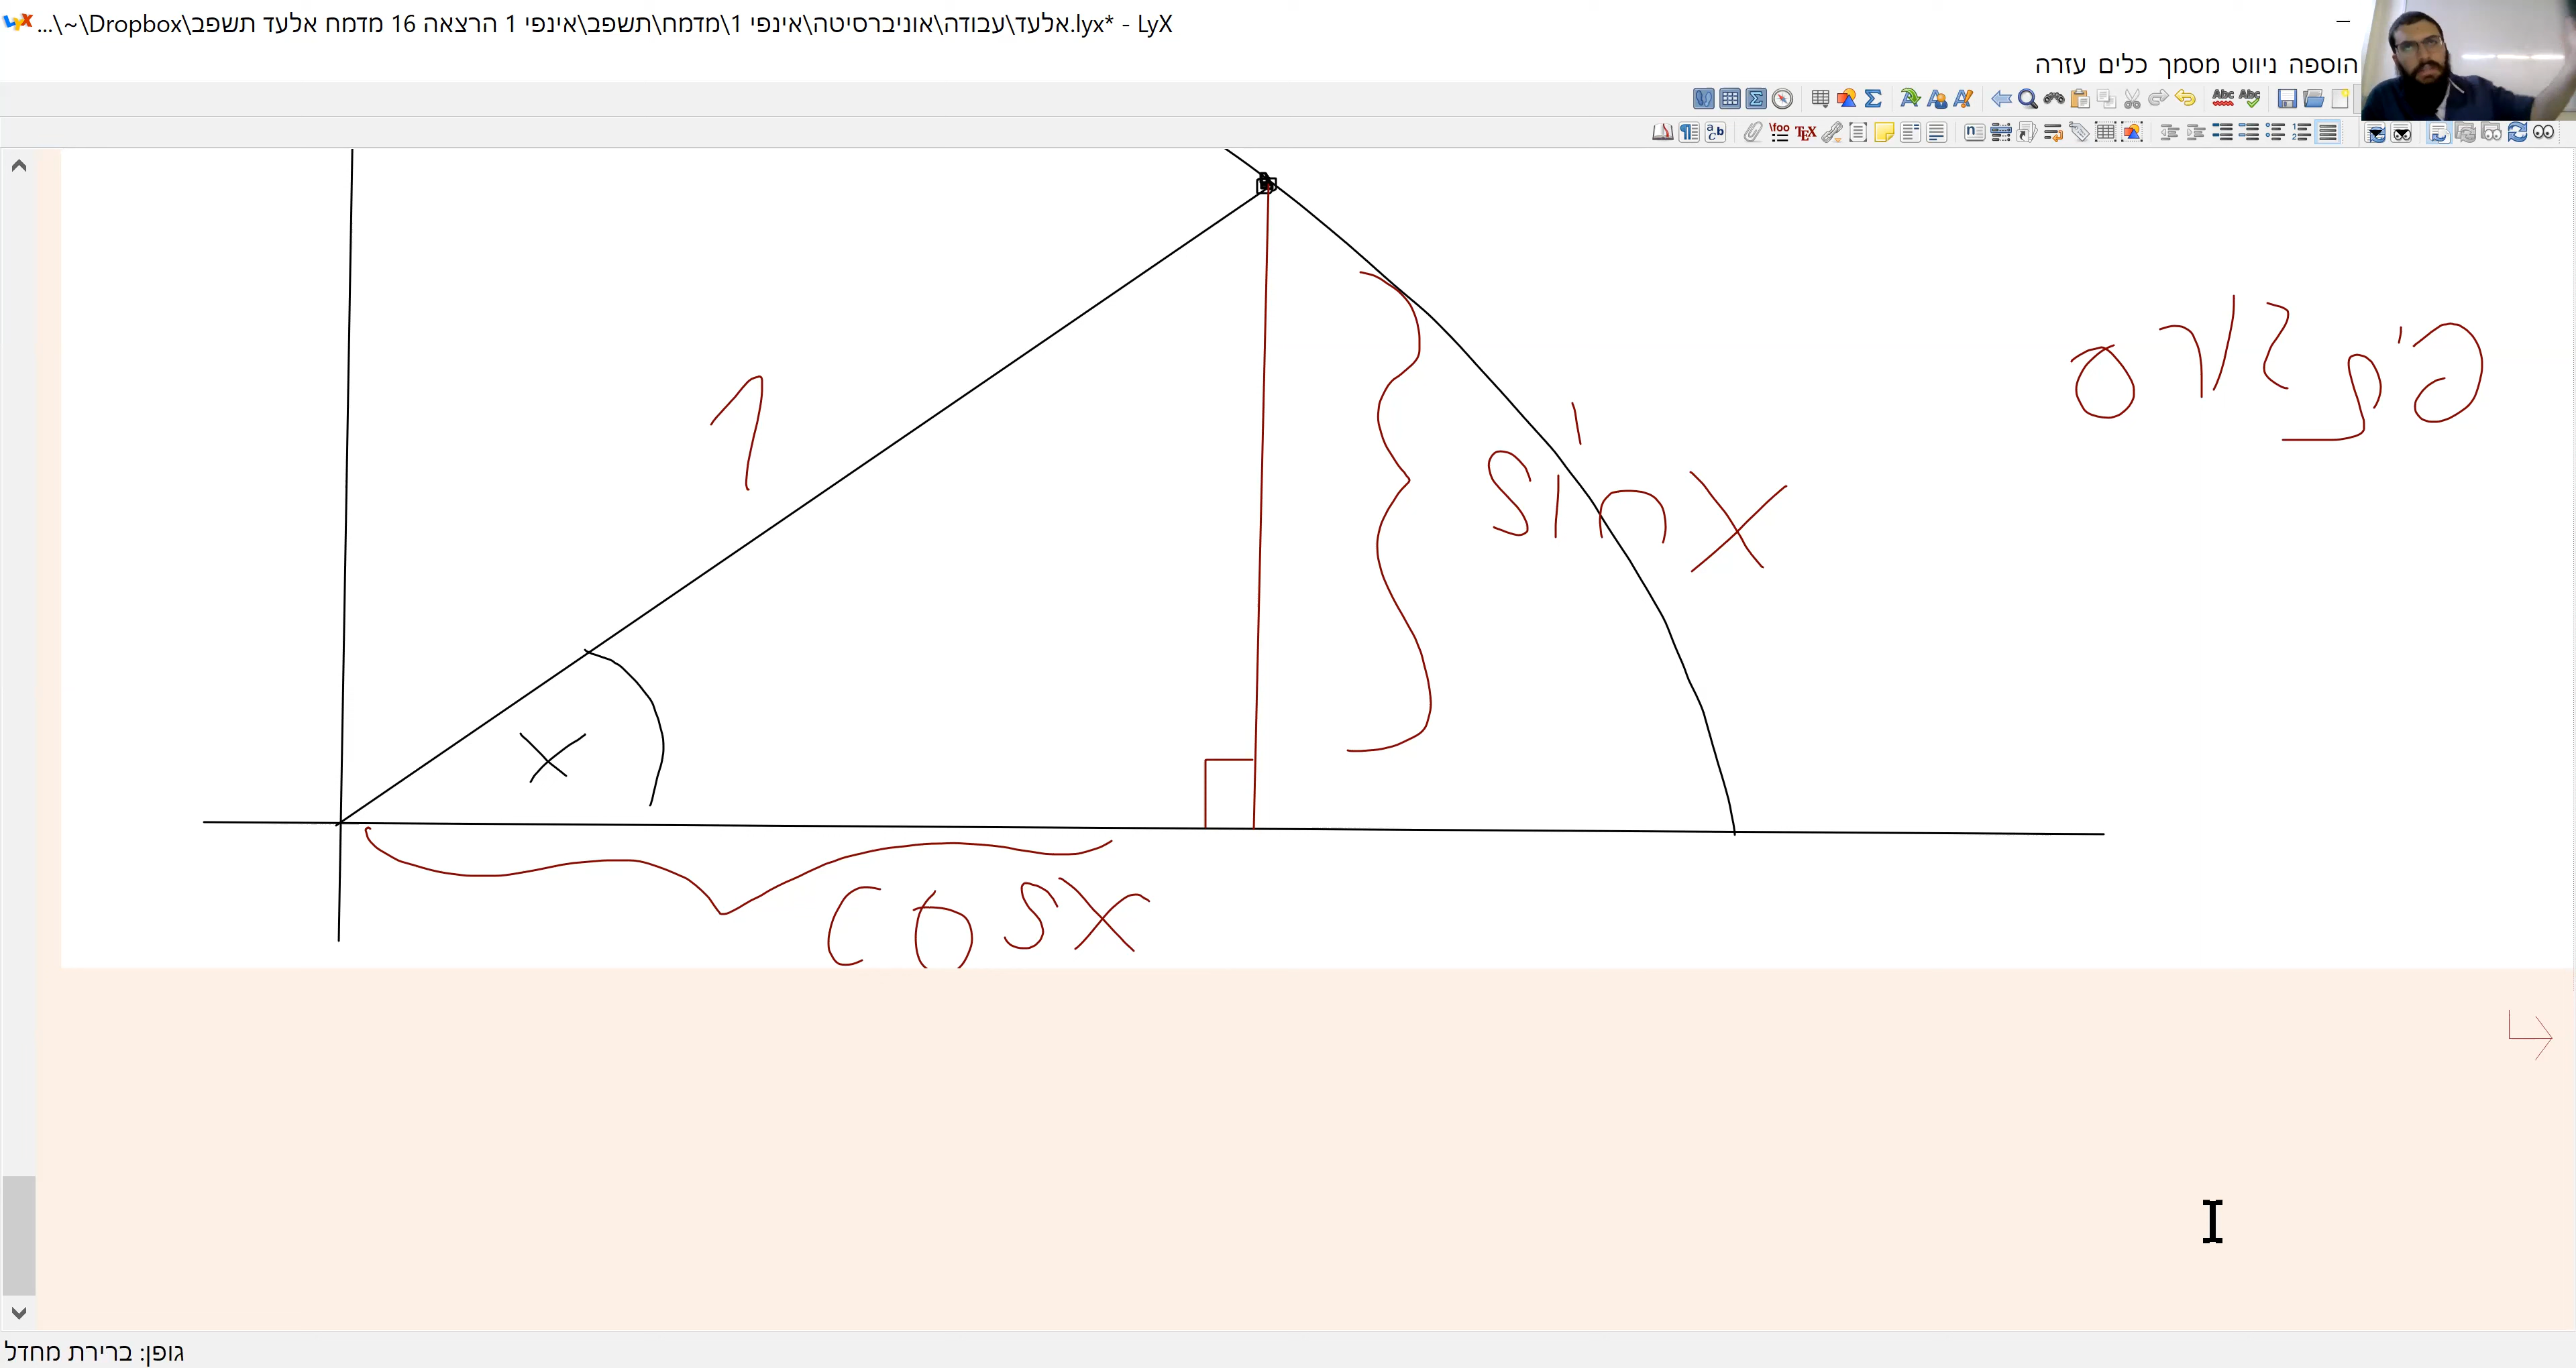 ...\~\Dropbox\אלעד\עבודה\אוניברסיטה\אינפי 1\מדמח\תשפב\אינפי 1 הרצאה 16 מדמח אלעד תשפב.lyx* - LyX
הוספה ניווט מסמך כלים עזרה
פיתגורס
1
sin x
x
cos x
גופן: ברירת מחדל